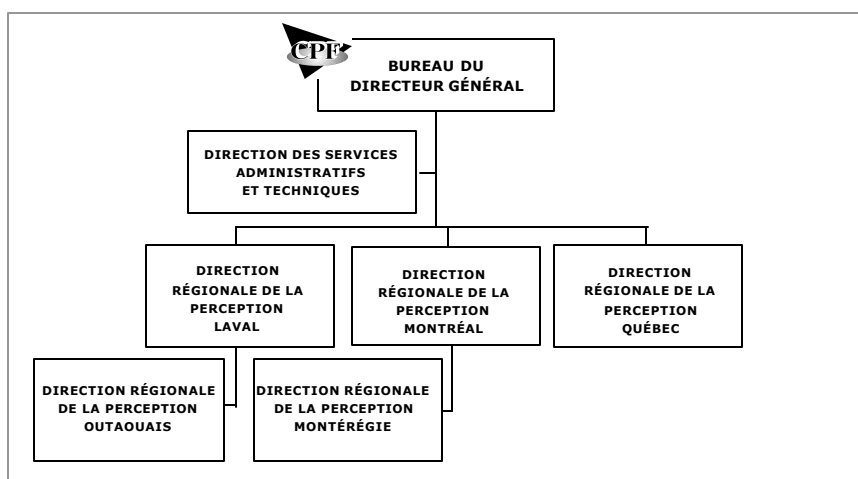 CPF
BUREAU DU
DIRECTEUR GÉNÉRAL
DIRECTION DES SERVICES
ADMINISTRATIFS
ET TECHNIQUES
DIRECTION
RÉGIONALE DE LA
PERCEPTION
LAVAL
DIRECTION
RÉGIONALE DE LA
PERCEPTION
MONTRÉAL
DIRECTION
RÉGIONALE DE LA
PERCEPTION
QUÉBEC
DIRECTION RÉGIONALE
DE LA PERCEPTION
OUTAOUAIS
DIRECTION RÉGIONALE
DE LA PERCEPTION
MONTÉRÉGIE